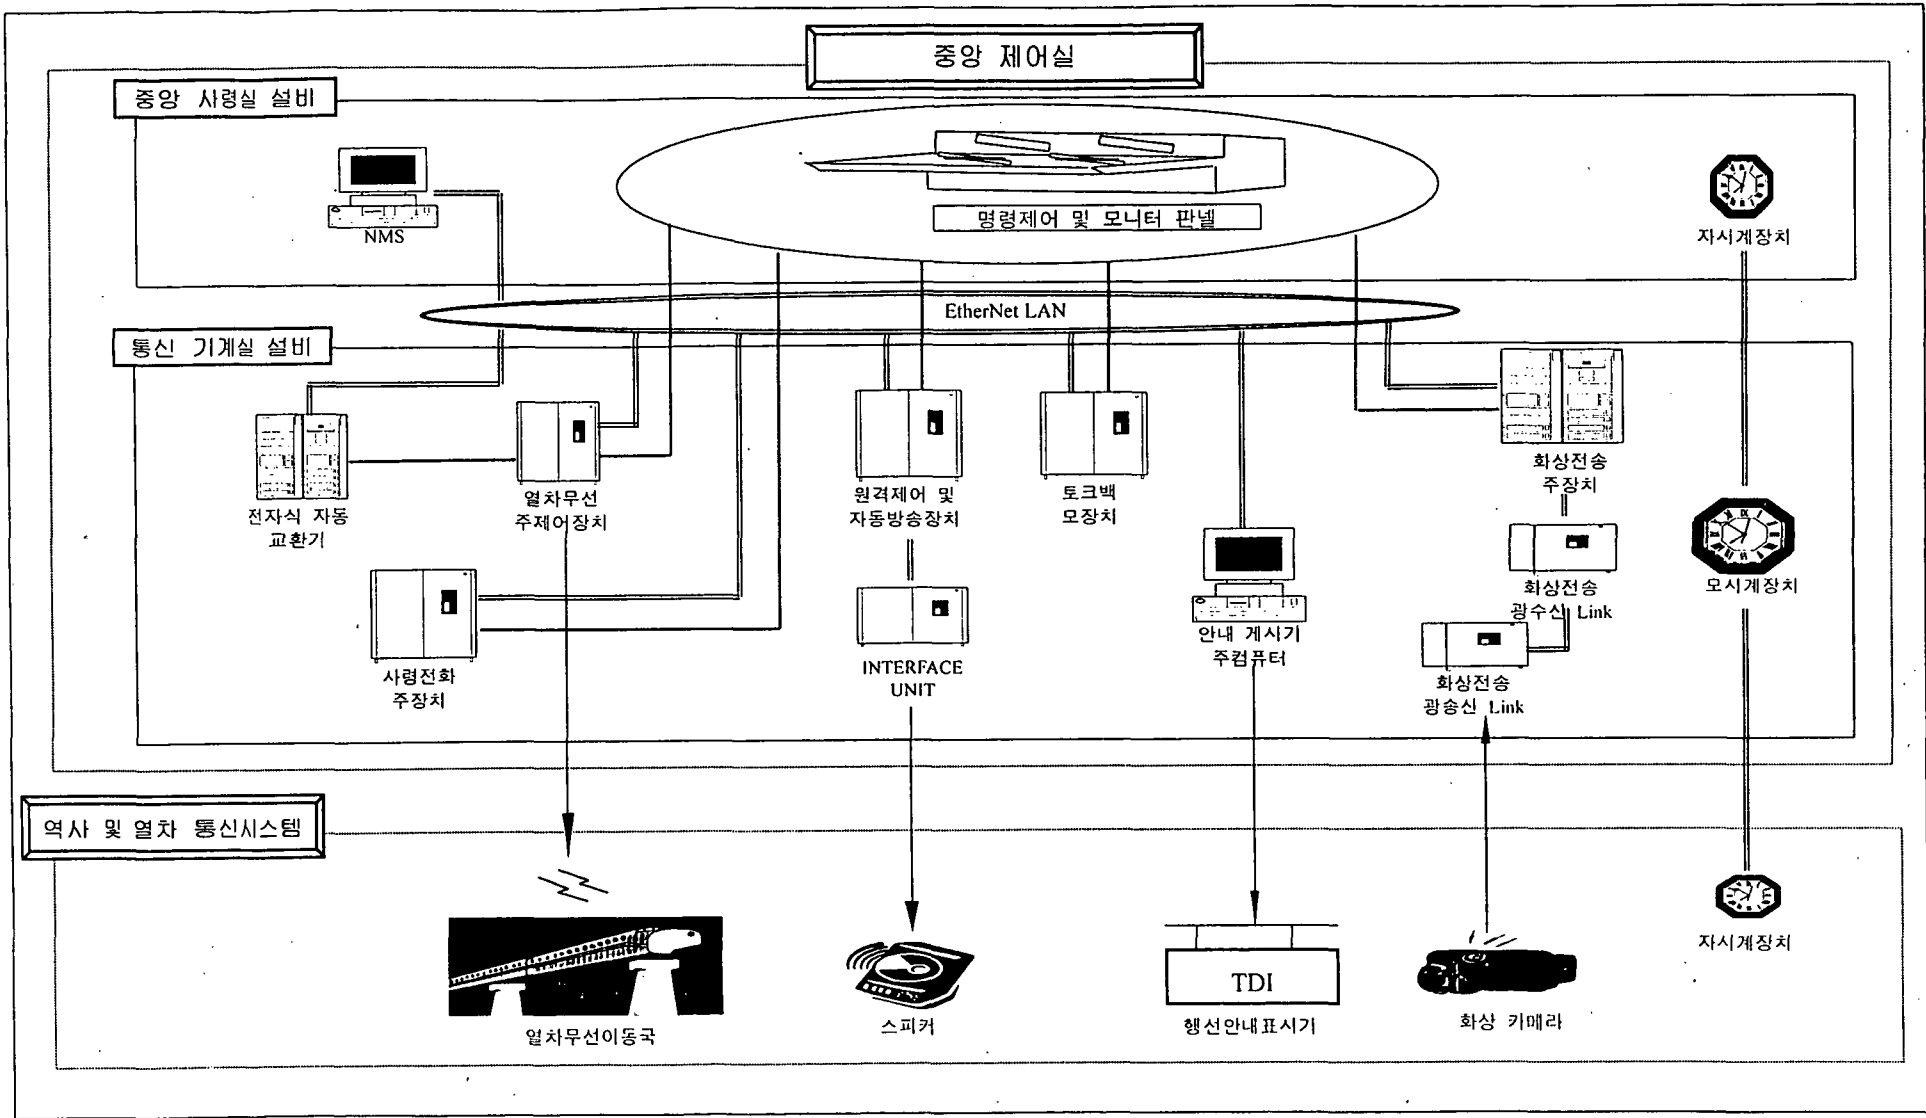 중앙 제어실
중앙 사령실 설비
NMS
명령제어 및 모니터 판넬
자시계장치
EtherNet LAN
통신 기계실 설비
전자식 자동
교환기
열차무선
주제어장치
원격제어 및
자동방송장치
토크백
모장치
화상전송
주장치
화상전송
광수신 Link
모시계장치
사령전화
주장치
INTERFACE
UNIT
안내 게시기
주컴퓨터
화상전송
광송신 Link
역사 및 열차 통신시스템
열차무선이동국
스피커
TDI
행선안내표시기
화상 카메라
자시계장치